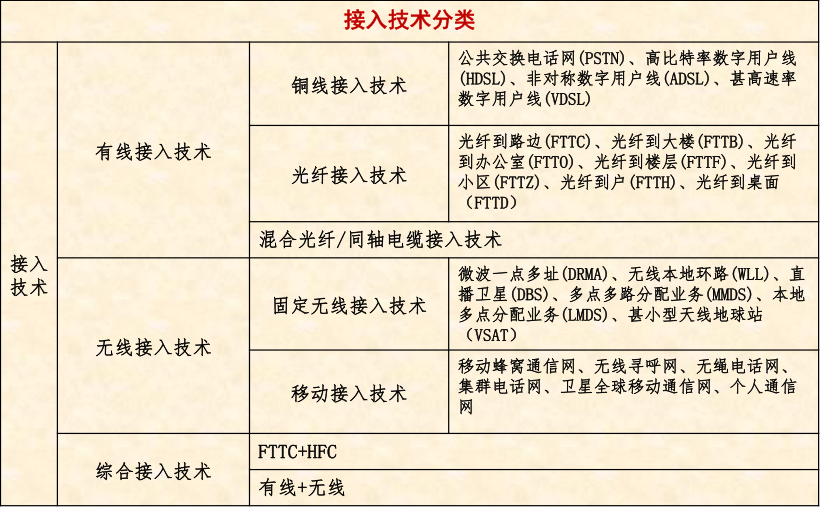 接入技术分类
接入
技术
有线接入技术
铜线接入技术
公共交换电话网(PSTN)、高比特率数字用户线
(HDSL)、非对称数字用户线(ADSL)、甚高速率
数字用户线(VDSL)
光纤接入技术
光纤到路边(FTTC)、光纤到大楼(FTTB)、光纤
到办公室(FTTO)、光纤到楼层(FTTF)、光纤到
小区(FTTZ)、光纤到户(FTTH)、光纤到桌面
（FTTD）
混合光纤/同轴电缆接入技术
无线接入技术
固定无线接入技术
微波一点多址(DRMA)、无线本地环路(WLL)、直
播卫星(DBS)、多点多路分配业务(MMDS)、本地
多点分配业务(LMDS)、甚小型天线地球站
（VSAT）
移动接入技术
移动蜂窝通信网、无线寻呼网、无绳电话网、
集群电话网、卫星全球移动通信网、个人通信
网
综合接入技术
FTTC+HFC
有线+无线